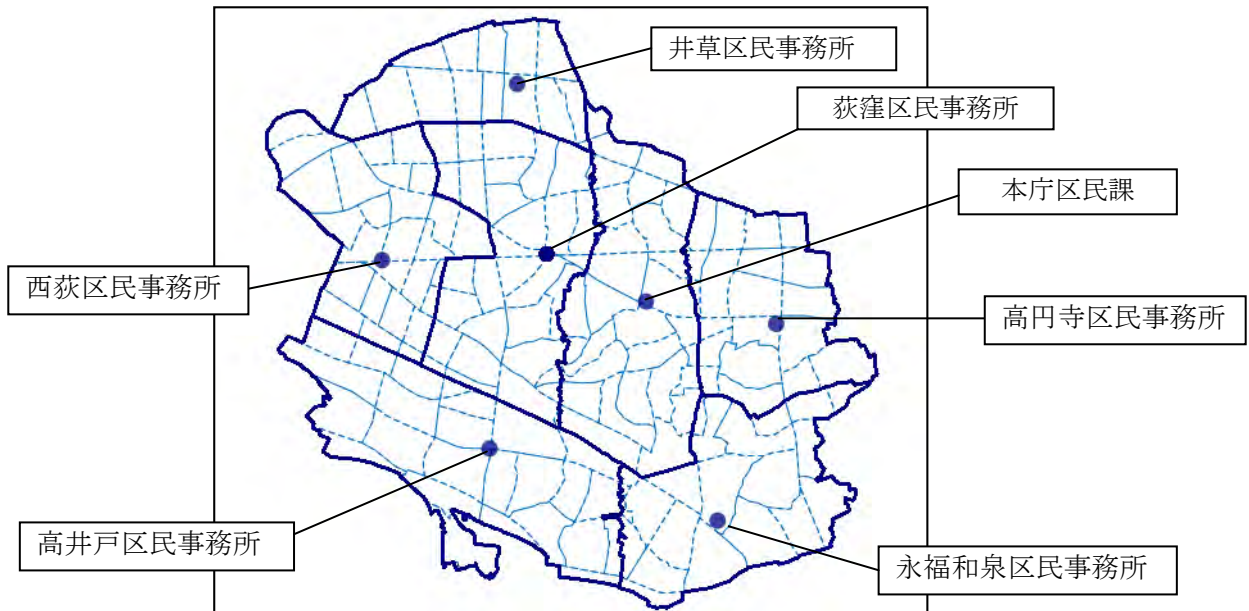 井草区民事務所
荻窪区民事務所
本庁区民課
西荻区民事務所
高円寺区民事務所
高井戸区民事務所
永福和泉区民事務所